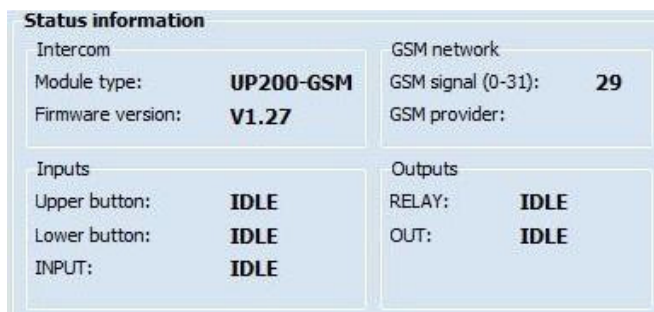 Status information
Intercom
Module type: UP200-GSM
Firmware version: V1.27
GSM network
GSM signal (0-31): 29
GSM provider:
Inputs
Upper button: IDLE
Lower button: IDLE
INPUT: IDLE
Outputs
RELAY: IDLE
OUT: IDLE